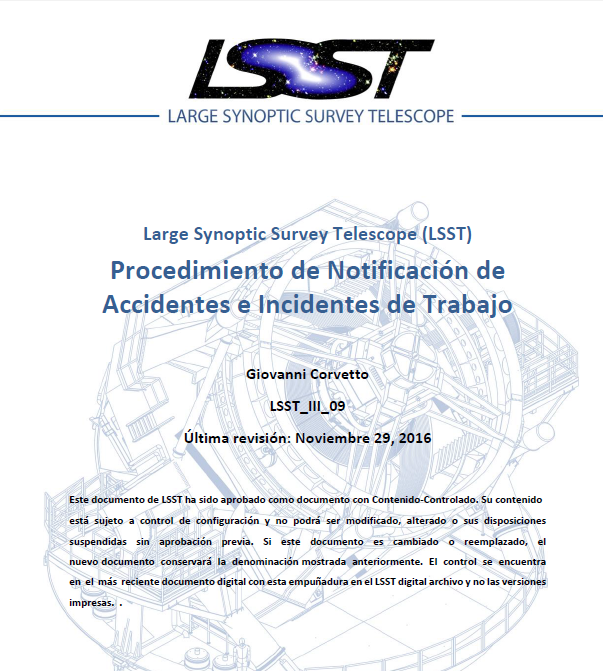 LSST
LARGE SYNOPTIC SURVEY TELESCOPE
Large Synoptic Survey Telescope (LSST)
Procedimiento de Notificación de
Accidentes e Incidentes de Trabajo
Giovanni Corvetto
LSST_III_09
Última revisión: Noviembre 29, 2016
Este documento de LSST ha sido aprobado como documento con Contenido-Controlado. Su contenido
está sujeto a control de configuración y no podrá ser modificado, alterado o sus disposiciones
suspendidas sin aprobación previa. Si este documento es cambiado o reemplazado, el
nuevo documento conservará la denominación mostrada anteriormente. El control se encuentra
en el más reciente documento digital con esta empuñadura en el LSST digital archivo y no las versiones
impresas. .